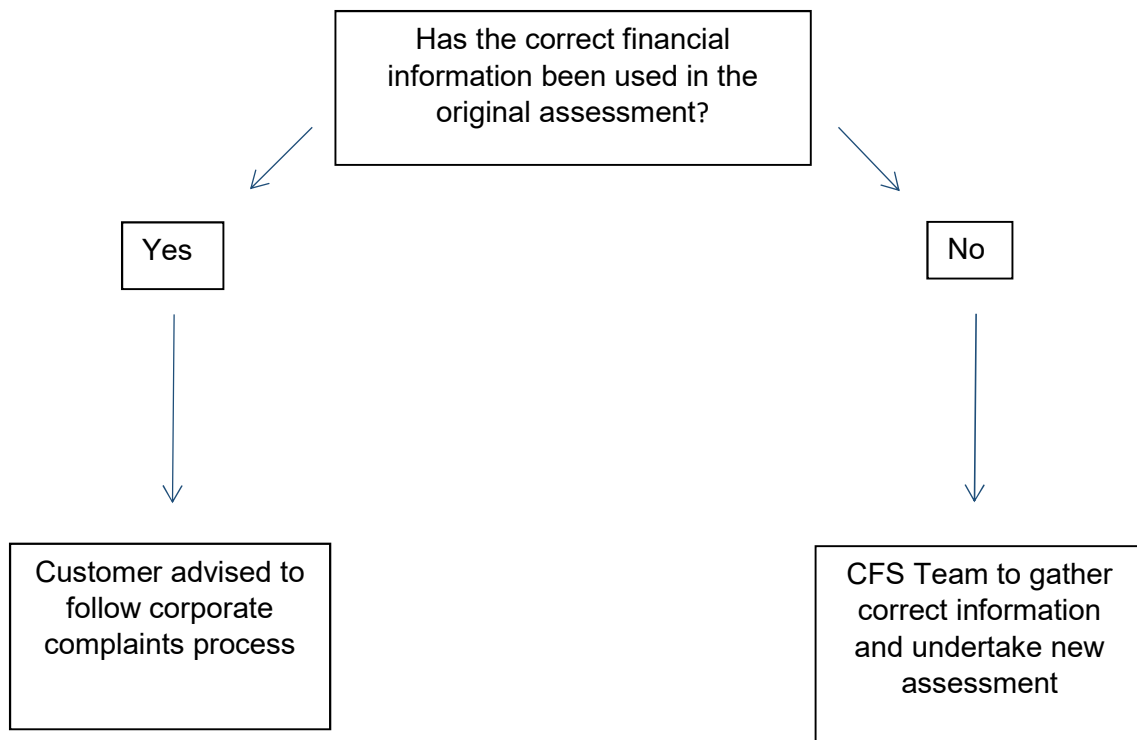 Has the correct financial
information been used in the
original assessment?
Yes
No
Customer advised to
follow corporate
complaints process
CFS Team to gather
correct information
and undertake new
assessment